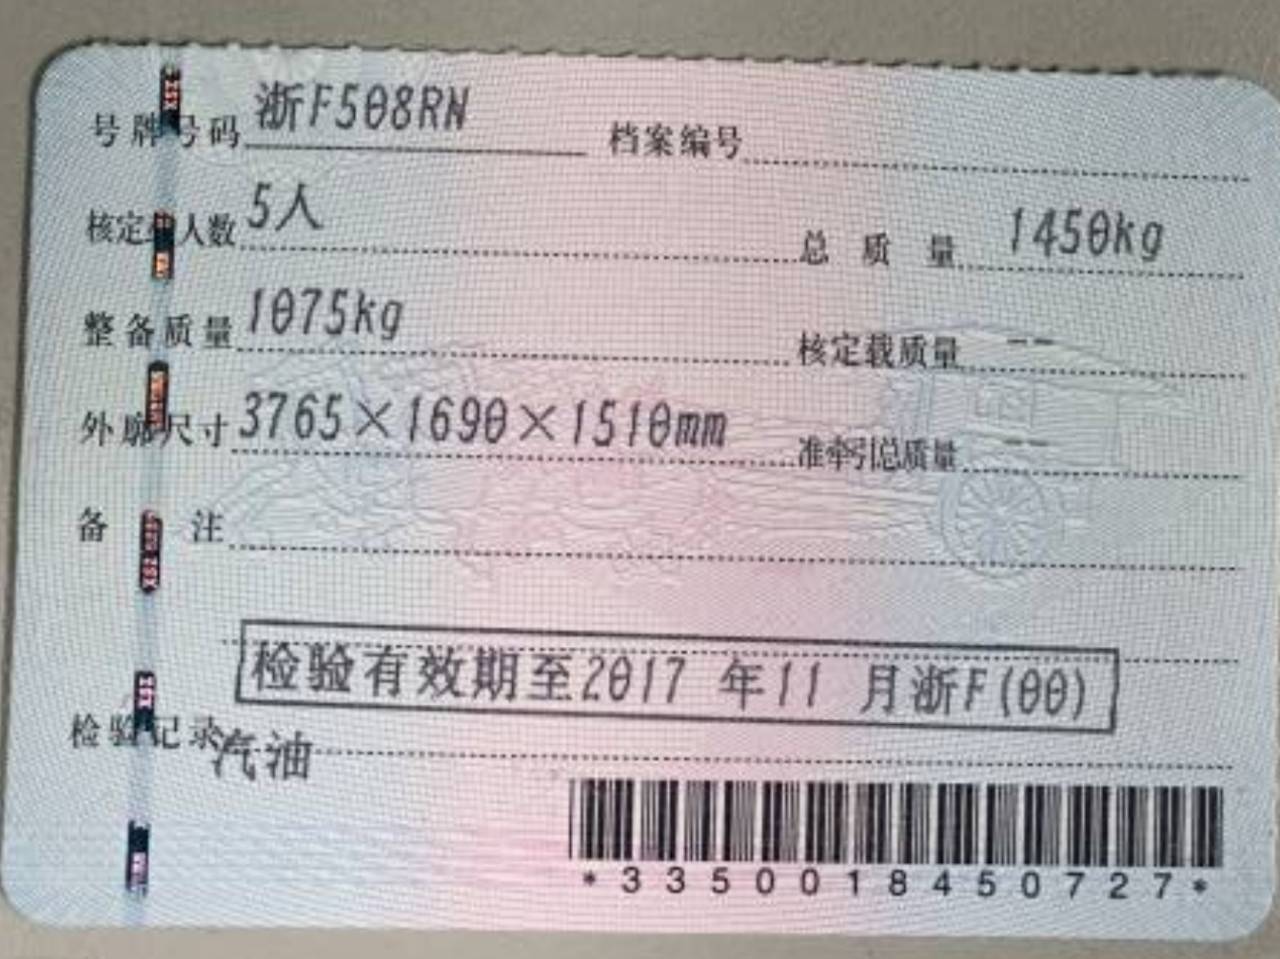 号牌号码 浙F508RN 档案编号
核定载人数 5人 总质量 1450kg
整备质量 1075kg 核定载质量 --
外廓尺寸 3765×1690×1510mm 准牵引总质量 --
备注
检验有效期至2017 年11 月浙F(00)
检验记录 汽油
*3350018450727*